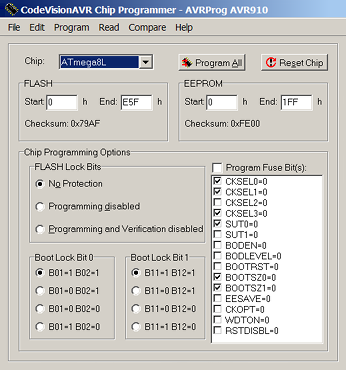 CodeVisionAVR Chip Programmer - AVRProg AVR910
File Edit Program Read Compare Help
Chip: ATmega8L Program All Reset Chip
FLASH
Start: 0 h End: E5F h
Checksum: 0x79AF
EEPROM
Start: 0 h End: 1FF h
Checksum: 0xFE00
Chip Programming Options
FLASH Lock Bits
No Protection
Programming disabled
Programming and Verification disabled
Boot Lock Bit 0
B01=1 B02=1
B01=0 B02=1
B01=0 B02=0
B01=1 B02=0
Boot Lock Bit 1
B11=1 B12=1
B11=0 B12=1
B11=0 B12=0
B11=1 B12=0
Program Fuse Bit(s):
CKSEL0=0
CKSEL1=0
CKSEL2=0
CKSEL3=0
SUT0=0
SUT1=0
BODEN=0
BODLEVEL=0
BOOTRST=0
BOOTSZ0=0
BOOTSZ1=0
EESAVE=0
CKOPT=0
WDTON=0
RSTDISBL=0